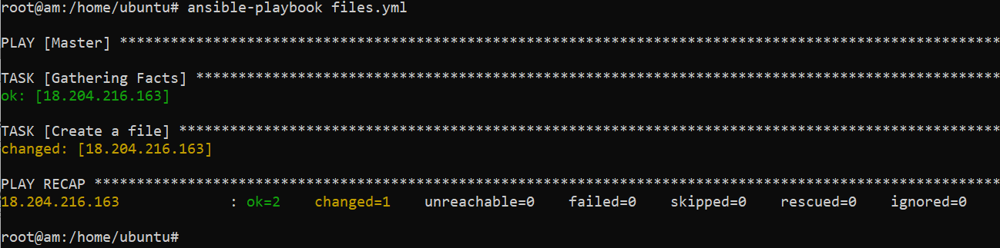 root@am:/home/ubuntu# ansible-playbook files.yml
PLAY [Master] *********************************************************************************************************
TASK [Gathering Facts] ************************************************************************************************
ok: [18.204.216.163]
TASK [Create a file] **************************************************************************************************
changed: [18.204.216.163]
PLAY RECAP ************************************************************************************************************
18.204.216.163             : ok=2    changed=1    unreachable=0    failed=0    skipped=0    rescued=0    ignored=0
root@am:/home/ubuntu#